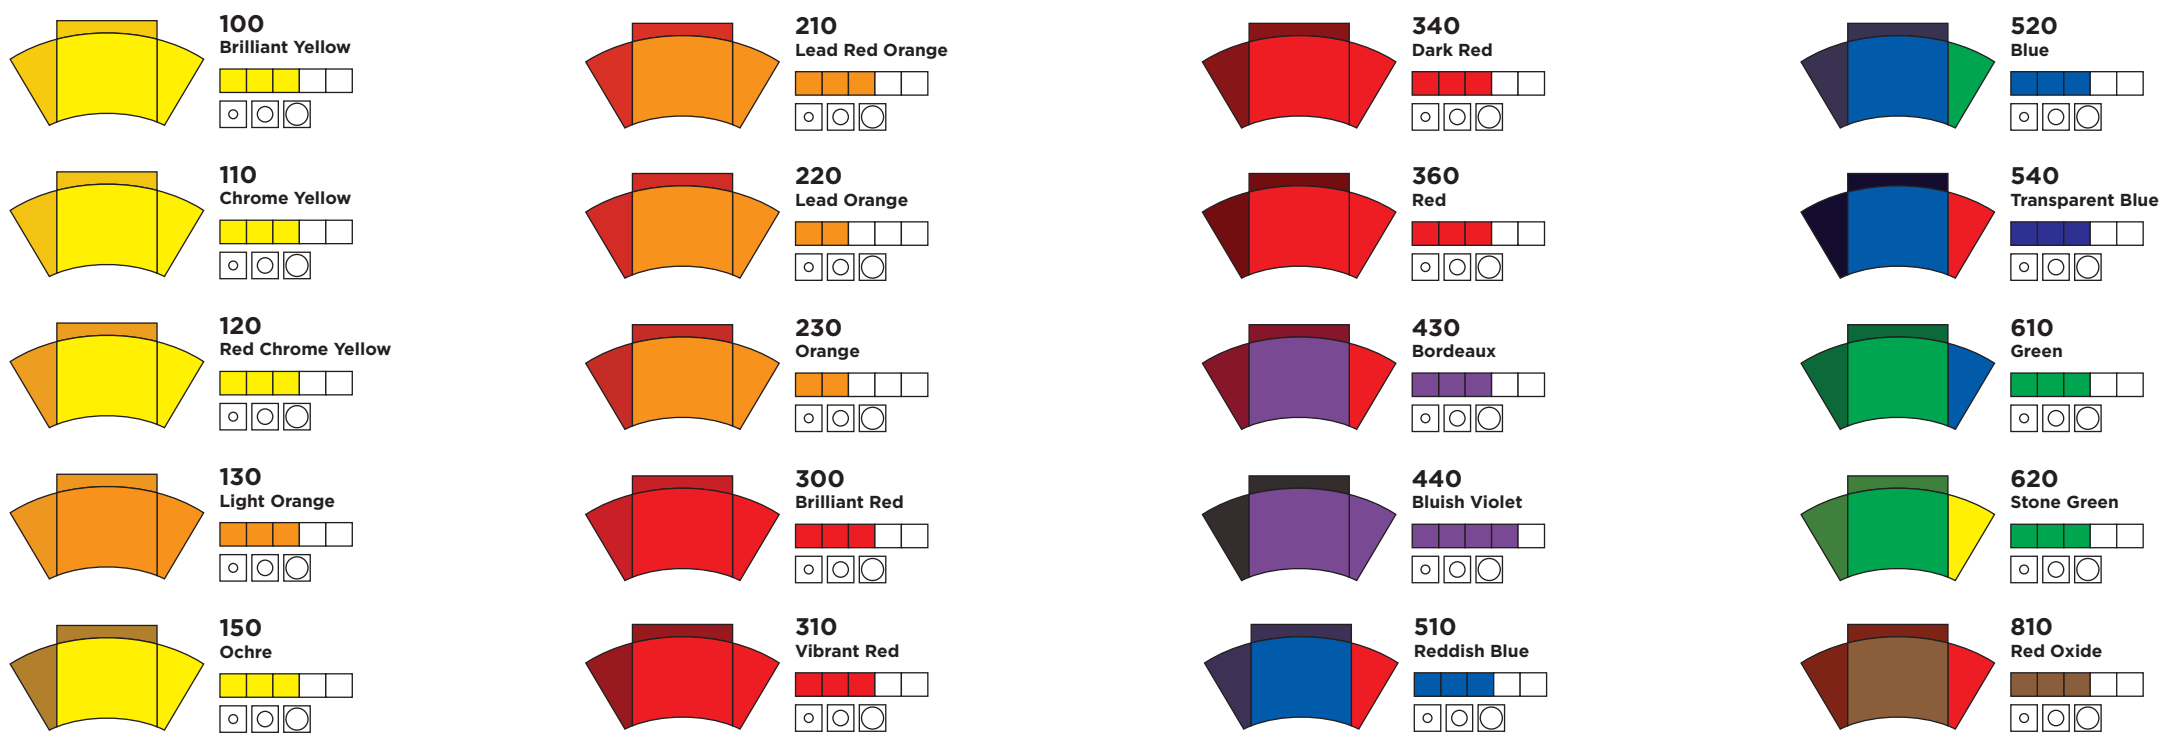 100
Brilliant Yellow
110
Chrome Yellow
120
Red Chrome Yellow
130
Light Orange
150
Ochre
210
Lead Red Orange
220
Lead Orange
230
Orange
300
Brilliant Red
310
Vibrant Red
340
Dark Red
360
Red
430
Bordeaux
440
Bluish Violet
510
Reddish Blue
520
Blue
540
Transparent Blue
610
Green
620
Stone Green
810
Red Oxide